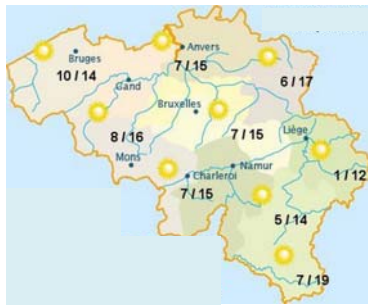 Anvers
Bruges
10 / 14
7 / 15
6 / 17
Gand
Bruxelles
8 / 16
7 / 15
Liège
Mons
Namur
Charleroi
1 / 12
7 / 15
5 / 14
7 / 19